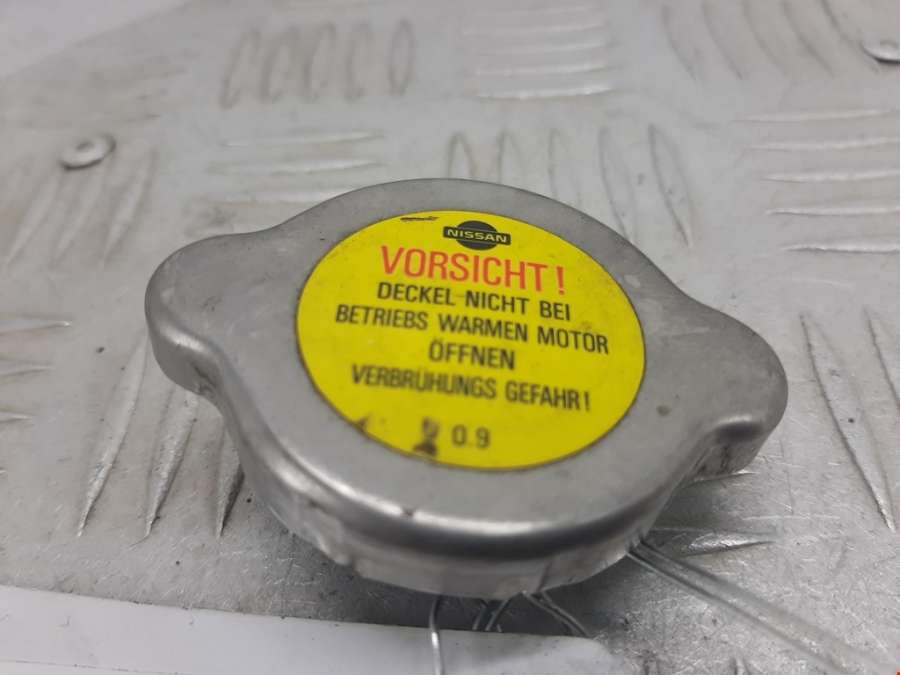 NISSAN
VORSICHT!
DECKEL NICHT BEI
BETRIEBS WARMEN MOTOR
ÖFFNEN
VERBRÜHUNGS GEFAHR!
0.9